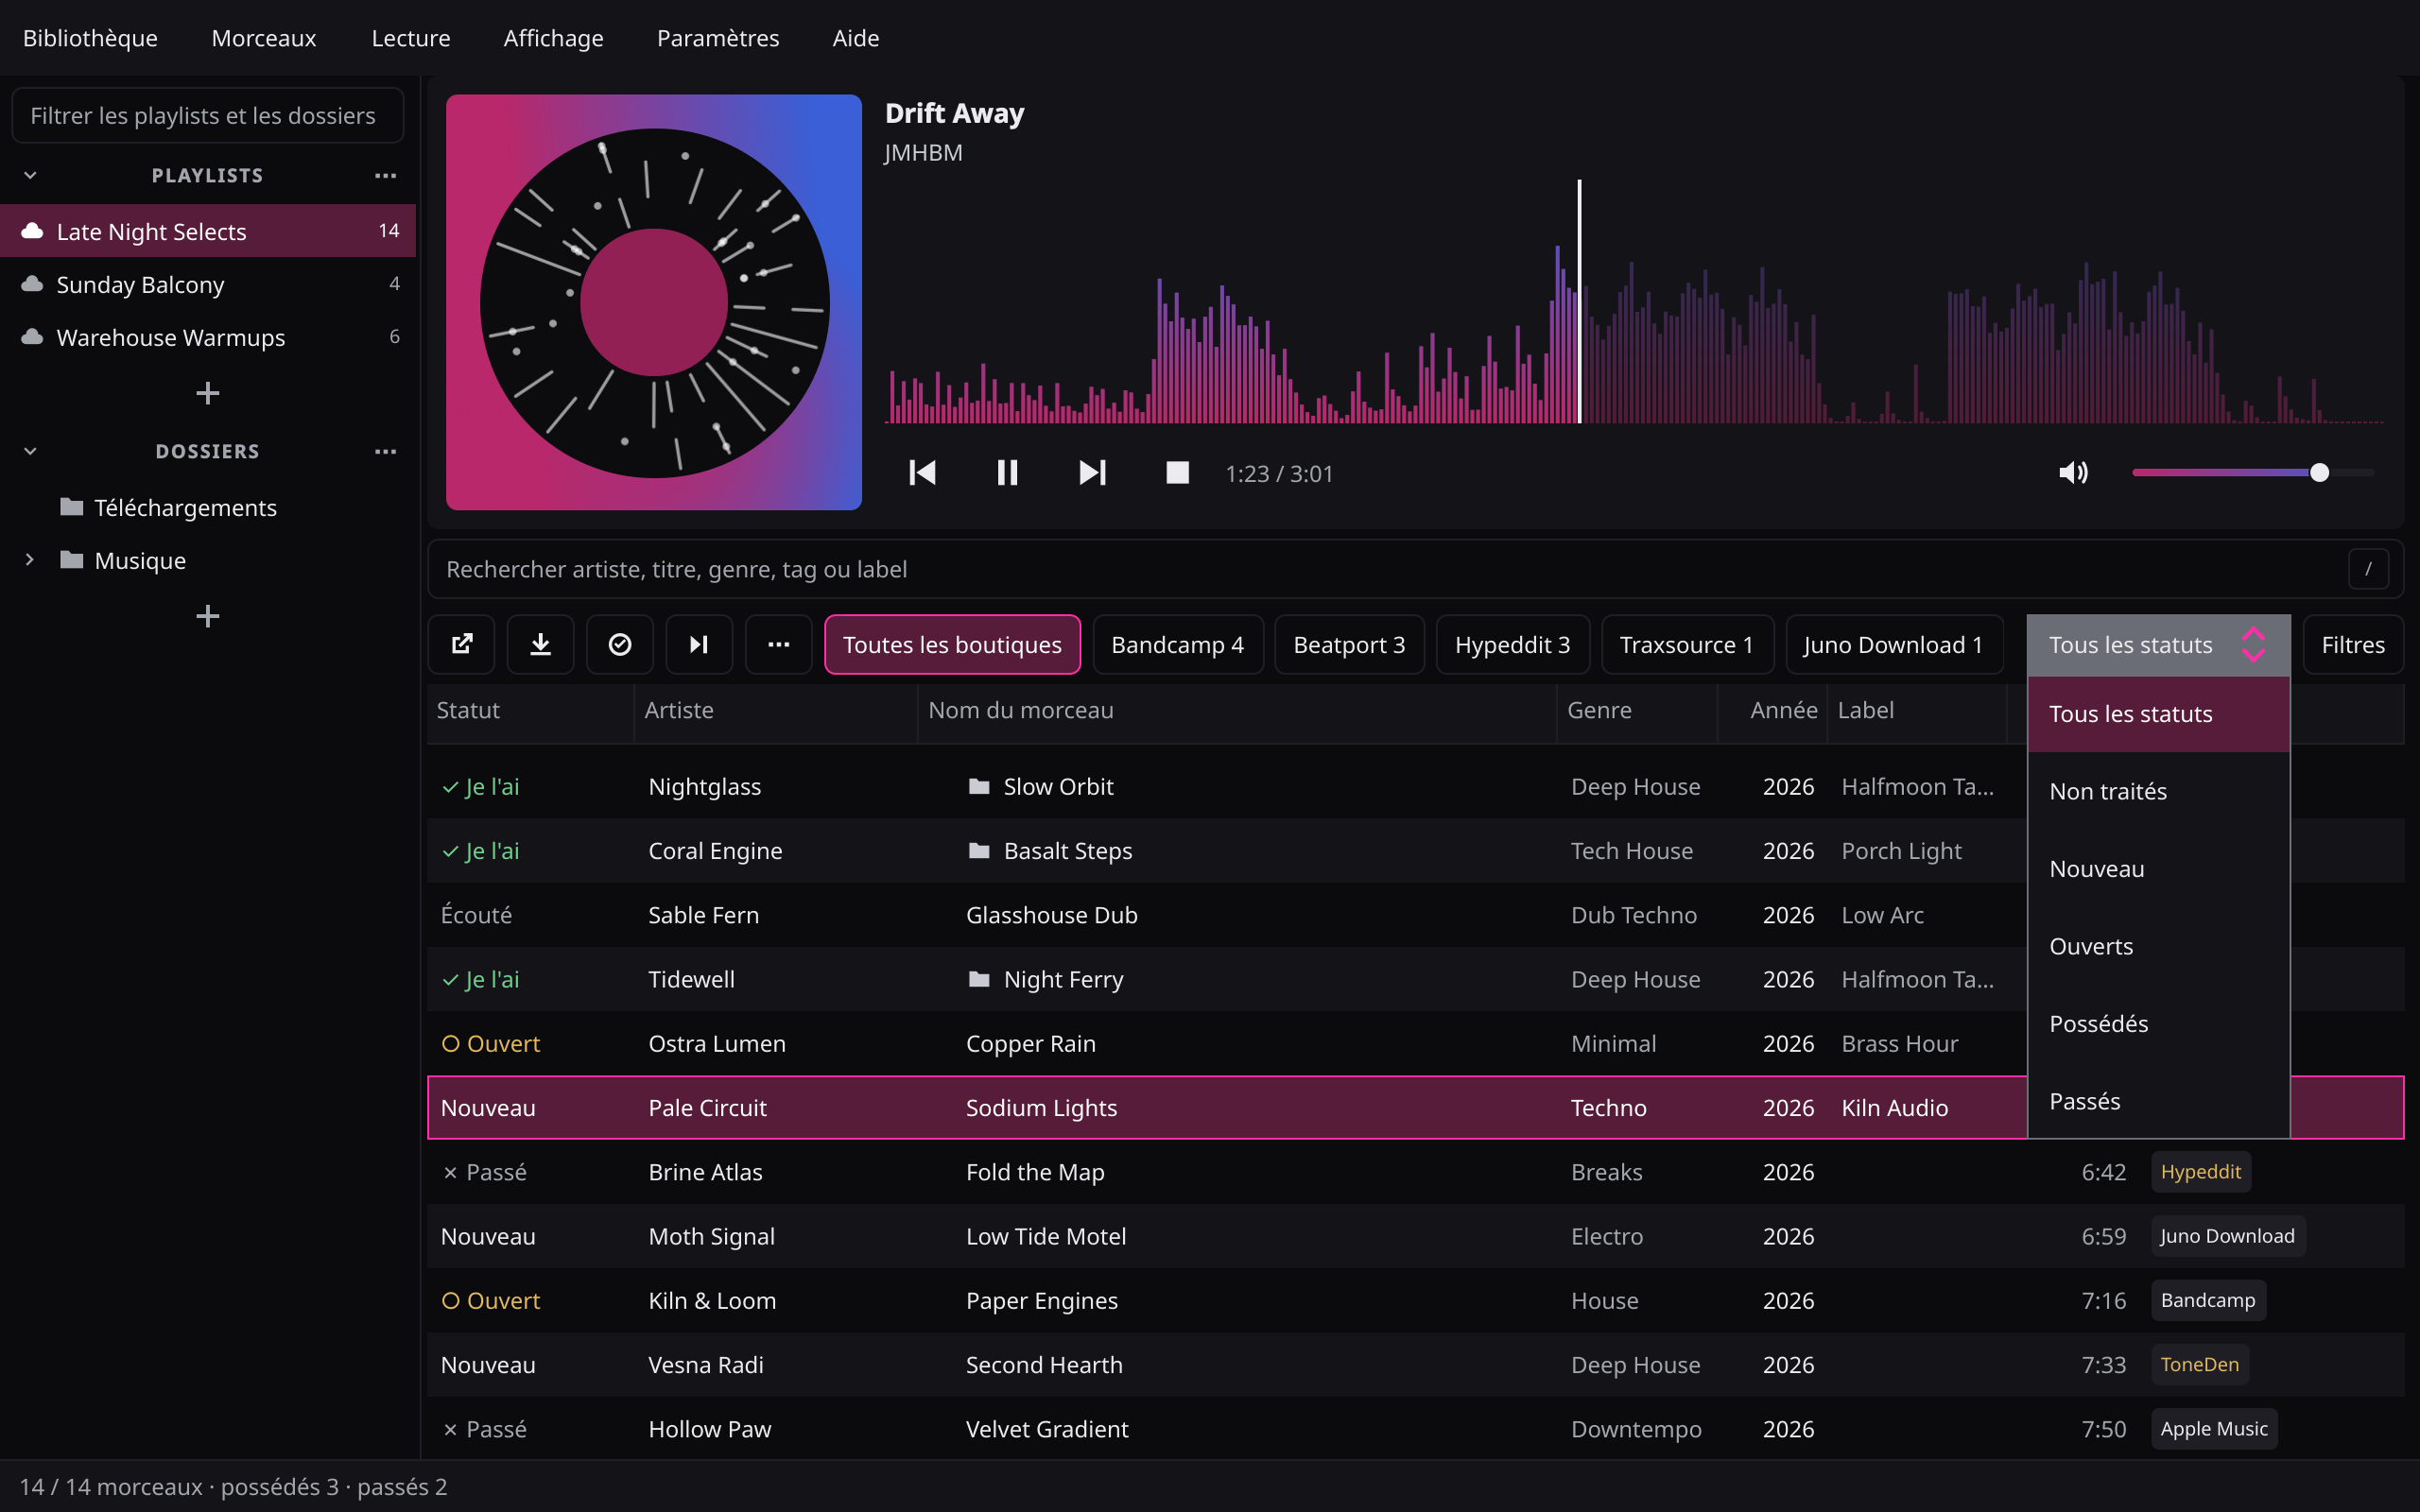 Bibliothèque Morceaux Lecture Affichage Paramètres Aide
Filtrer les playlists et les dossiers
PLAYLISTS
Late Night Selects 14
Sunday Balcony 4
Warehouse Warmups 6
DOSSIERS
Téléchargements
Musique
Drift Away
JMHBM
1:23 / 3:01
Rechercher artiste, titre, genre, tag ou label /
Toutes les boutiques Bandcamp 4 Beatport 3 Hypeddit 3 Traxsource 1 Juno Download 1 Tous les statuts Filtres
Statut Artiste Nom du morceau Genre Année Label
Tous les statuts
Non traités
Nouveau
Ouverts
Possédés
Passés
Je l'ai Nightglass Slow Orbit Deep House 2026 Halfmoon Ta...
Je l'ai Coral Engine Basalt Steps Tech House 2026 Porch Light
Écouté Sable Fern Glasshouse Dub Dub Techno 2026 Low Arc
Je l'ai Tidewell Night Ferry Deep House 2026 Halfmoon Ta...
Ouvert Ostra Lumen Copper Rain Minimal 2026 Brass Hour
Nouveau Pale Circuit Sodium Lights Techno 2026 Kiln Audio
Passé Brine Atlas Fold the Map Breaks 2026 6:42 Hypeddit
Nouveau Moth Signal Low Tide Motel Electro 2026 6:59 Juno Download
Ouvert Kiln & Loom Paper Engines House 2026 7:16 Bandcamp
Nouveau Vesna Radi Second Hearth Deep House 2026 7:33 ToneDen
Passé Hollow Paw Velvet Gradient Downtempo 2026 7:50 Apple Music
14 / 14 morceaux · possédés 3 · passés 2